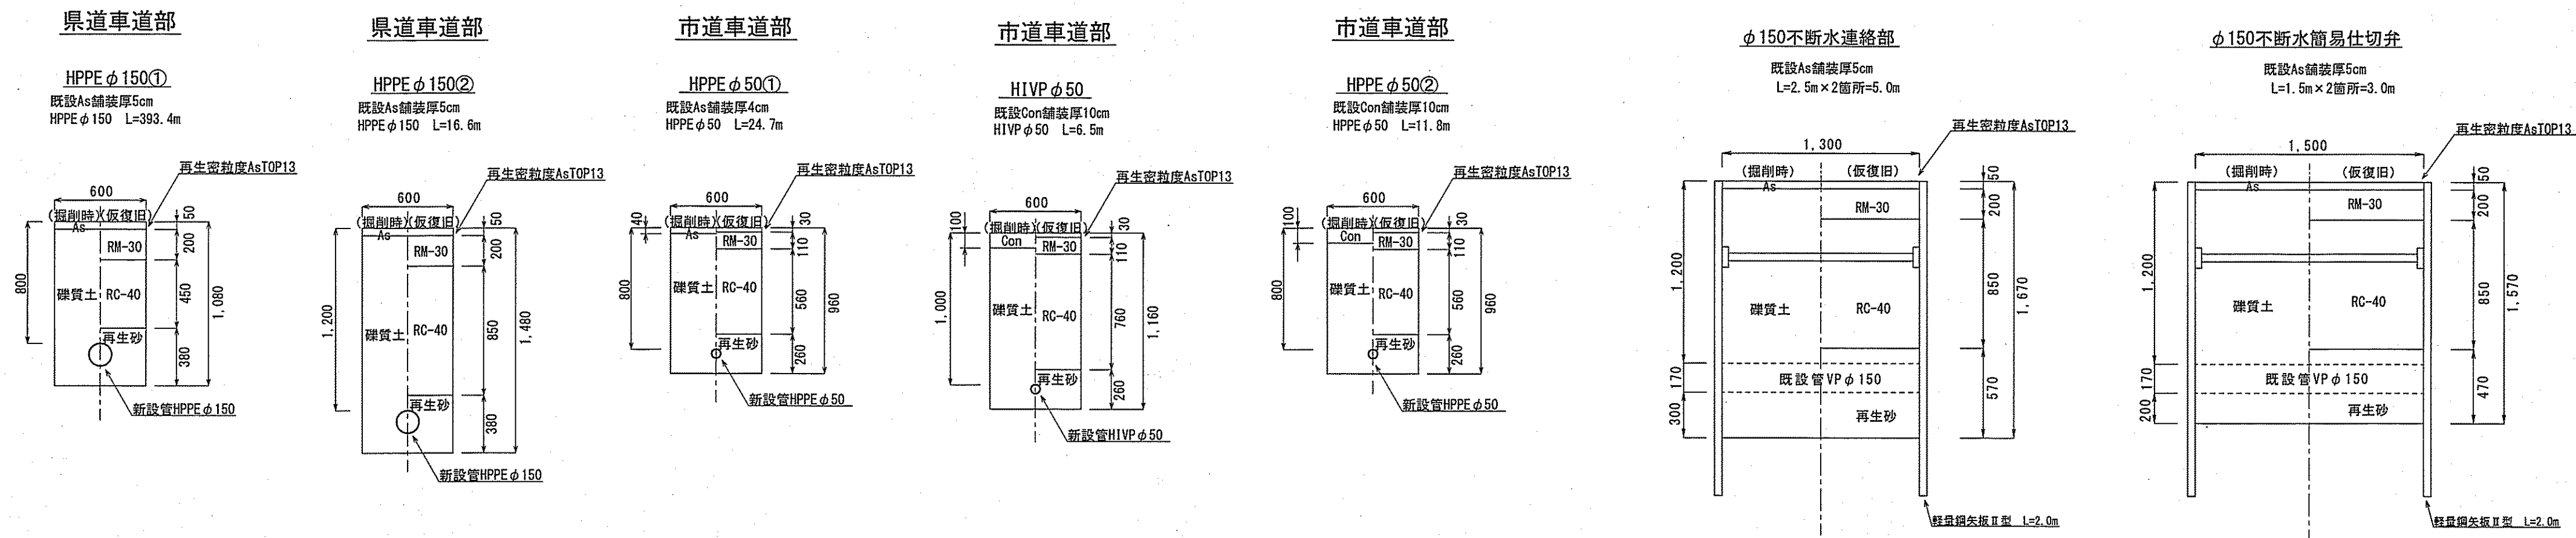 県道車道部
HPPEφ150①
既設As舗装厚5cm
HPPEφ150 L=393.4m
再生密粒度AsTOP13
600
(掘削時)(仮復旧)
As
50
RM-30
200
800
礫質土
RC-40
450
1,080
再生砂
380
新設管HPPEφ150
県道車道部
HPPEφ150②
既設As舗装厚5cm
HPPEφ150 L=16.6m
再生密粒度AsTOP13
600
(掘削時)(仮復旧)
As
50
RM-30
200
1,200
礫質土
RC-40
850
1,480
再生砂
380
新設管HPPEφ150
市道車道部
HPPEφ50①
既設As舗装厚4cm
HPPEφ50 L=24.7m
再生密粒度AsTOP13
600
40
(掘削時)(仮復旧)
As
30
RM-30
110
800
礫質土
RC-40
560
960
再生砂
260
新設管HPPEφ50
市道車道部
HIVPφ50
既設Con舗装厚10cm
HIVPφ50 L=6.5m
再生密粒度AsTOP13
600
100
(掘削時)(仮復旧)
Con
30
RM-30
110
1,000
礫質土
RC-40
760
1,160
再生砂
260
新設管HIVPφ50
市道車道部
HPPEφ50②
既設Con舗装厚10cm
HPPEφ50 L=11.8m
再生密粒度AsTOP13
600
100
(掘削時)(仮復旧)
Con
30
RM-30
110
800
礫質土
RC-40
560
960
再生砂
260
新設管HPPEφ50
φ150不断水連絡部
既設As舗装厚5cm
L=2.5m×2箇所=5.0m
再生密粒度AsTOP13
1,300
(掘削時)
(仮復旧)
As
50
RM-30
200
1,200
礫質土
RC-40
850
1,670
170
既設管VPφ150
570
300
再生砂
軽量鋼矢板Ⅱ型 L=2.0m
φ150不断水簡易仕切弁
既設As舗装厚5cm
L=1.5m×2箇所=3.0m
再生密粒度AsTOP13
1,500
(掘削時)
(仮復旧)
As
50
RM-30
200
1,200
礫質土
RC-40
850
1,570
170
既設管VPφ150
470
200
再生砂
軽量鋼矢板Ⅱ型 L=2.0m